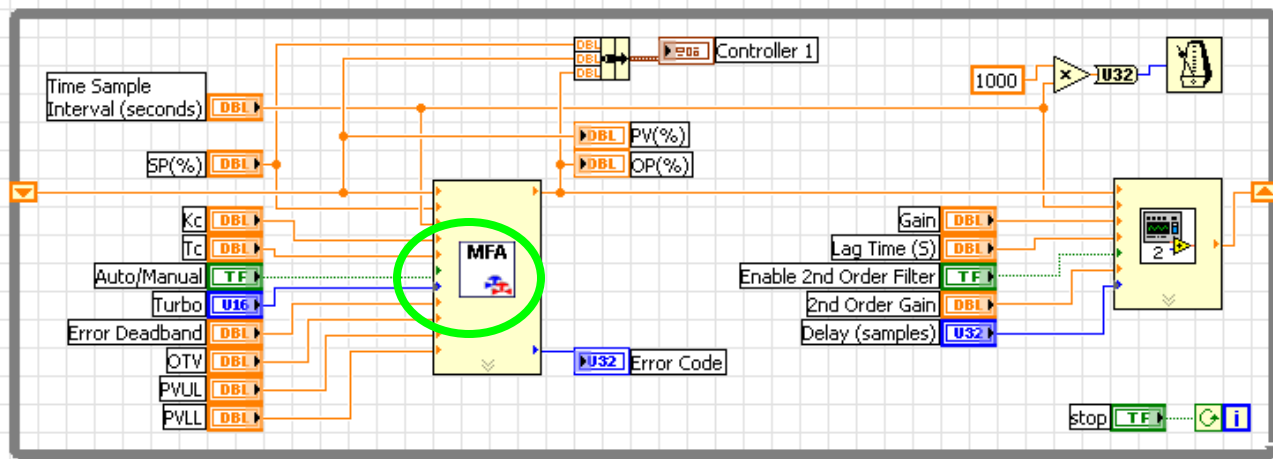 DBL
DBL
DBL
Controller 1
1000
U32
Time Sample
Interval (seconds)
DBL
DBL
PV(%)
SP(%)
DBL
DBL
OP(%)
Kc
DBL
Gain
DBL
Tc
DBL
MFA
Lag Time (S)
DBL
2
Auto/Manual
TF
Enable 2nd Order Filter
TF
Turbo
U16
2nd Order Gain
DBL
Error Deadband
DBL
Delay (samples)
U32
OTV
DBL
U32
Error Code
PVUL
DBL
PVLL
DBL
stop
TF
i